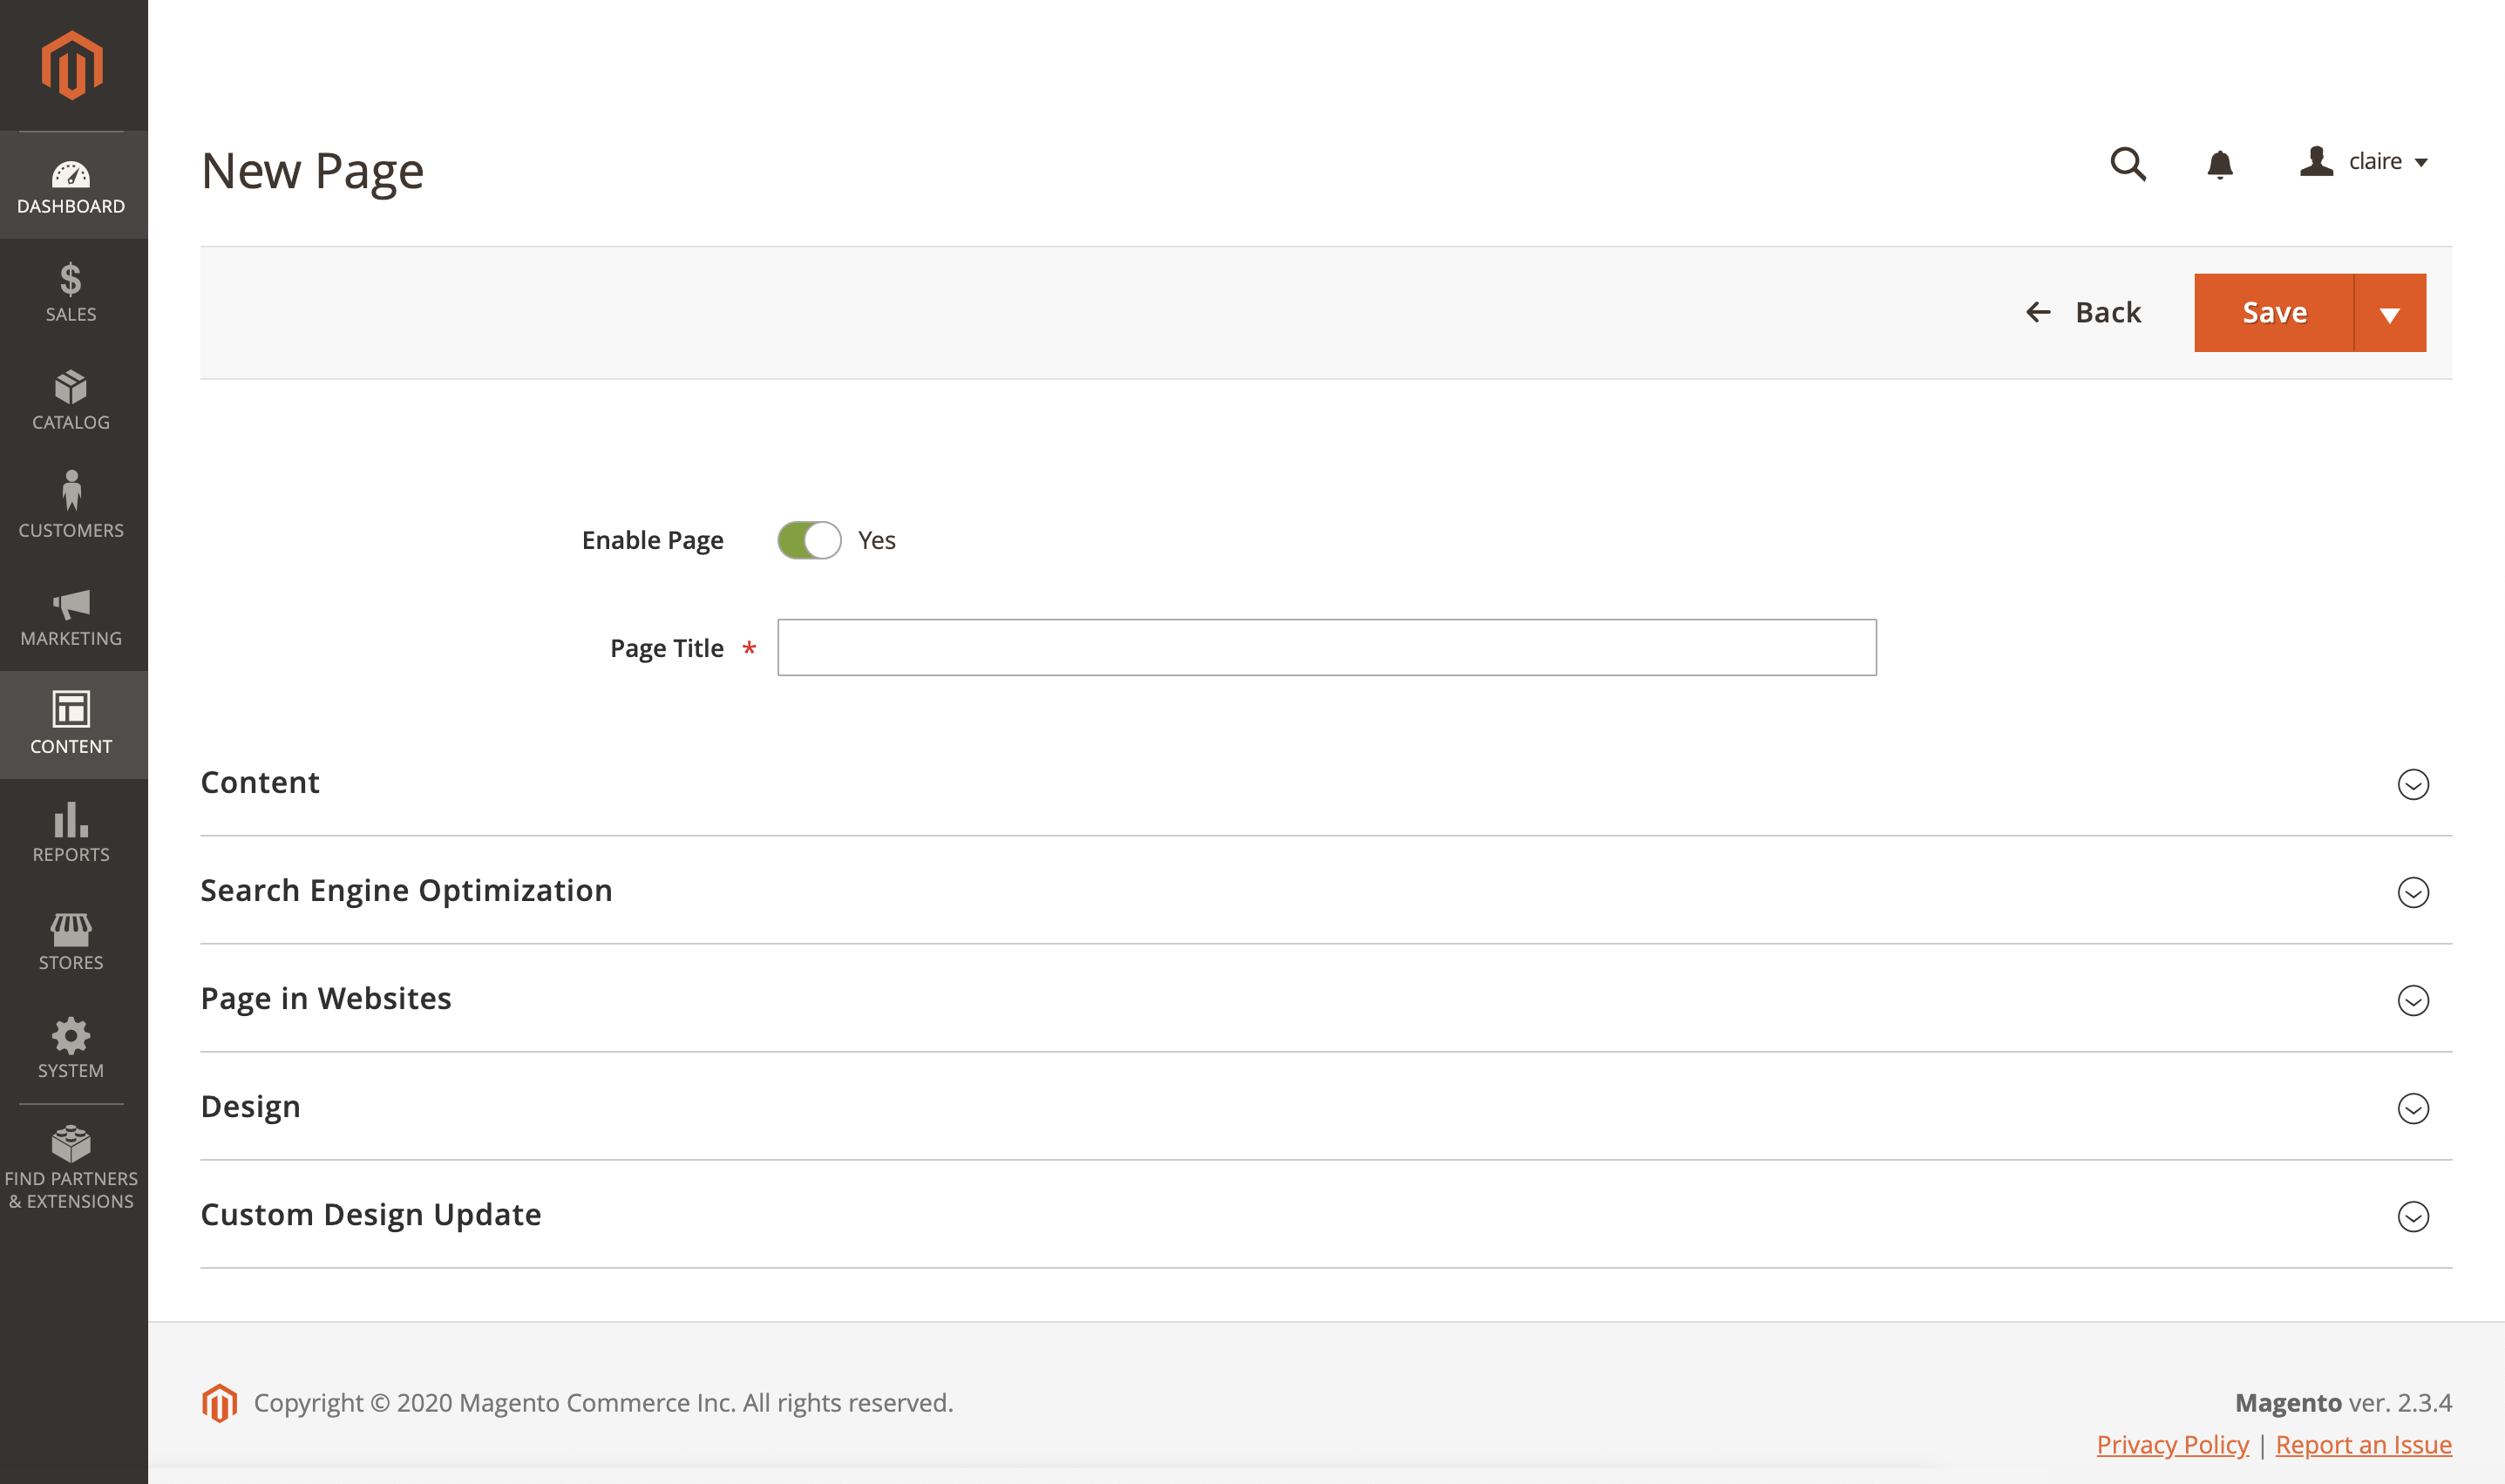 New Page
claire
DASHBOARD
SALES
CATALOG
CUSTOMERS
MARKETING
CONTENT
REPORTS
STORES
SYSTEM
FIND PARTNERS
& EXTENSIONS
Back
Save
Enable Page Yes
Page Title *
Content
Search Engine Optimization
Page in Websites
Design
Custom Design Update
Copyright © 2020 Magento Commerce Inc. All rights reserved.
Magento ver. 2.3.4
Privacy Policy | Report an Issue